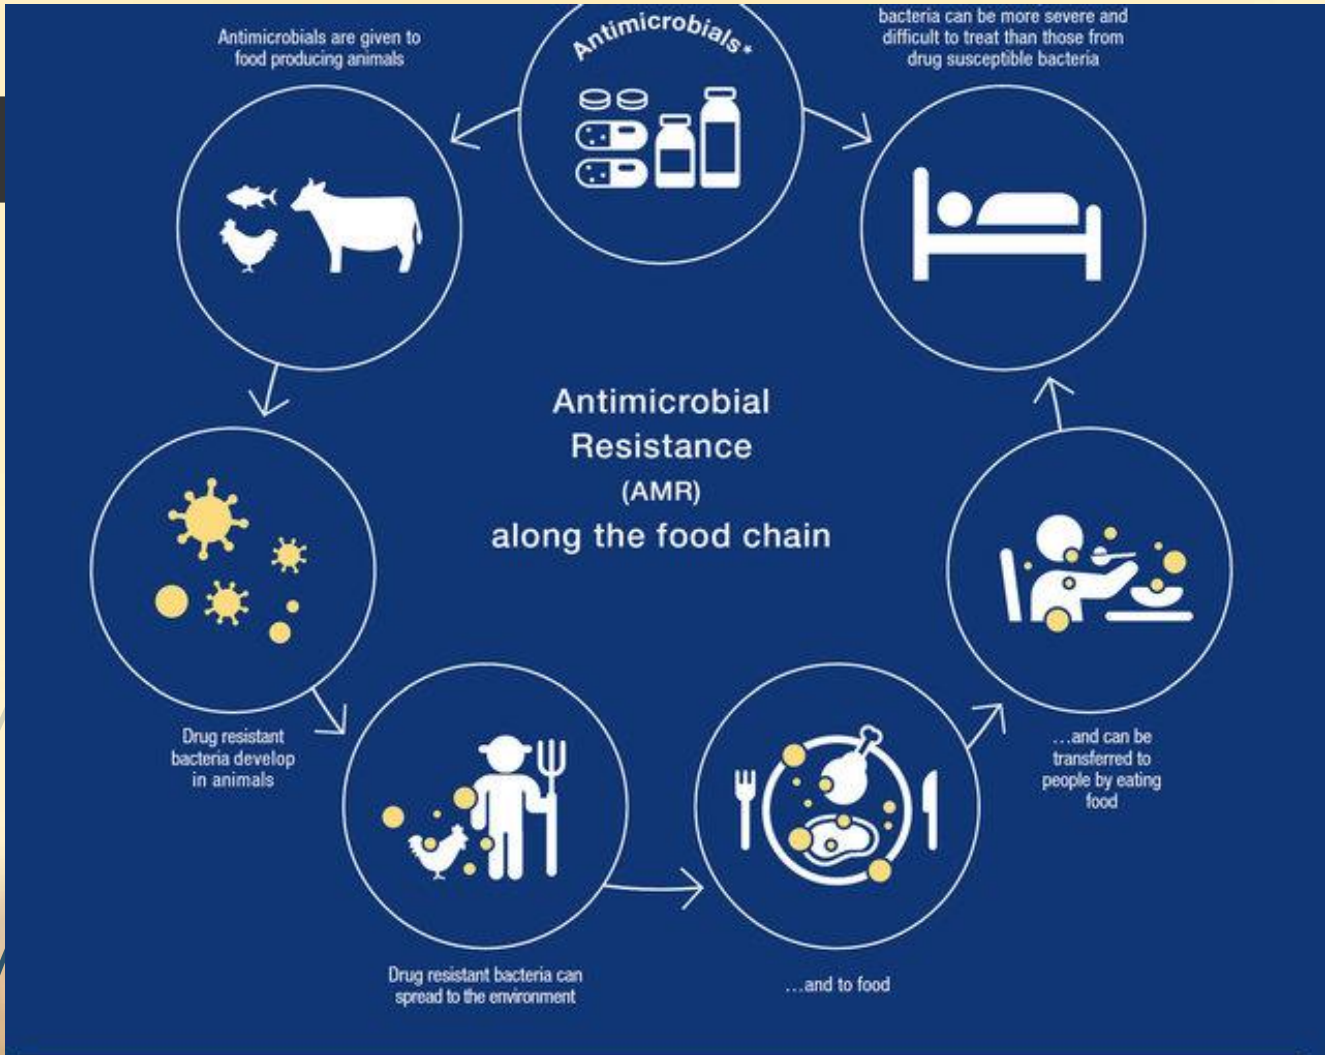 Antimicrobials*
Antimicrobials are given to
food producing animals
Drug resistant
bacteria develop
in animals
Drug resistant bacteria can
spread to the environment
...and to food
...and can be
transferred to
people by eating
food
bacteria can be more severe and
difficult to treat than those from
drug susceptible bacteria
Antimicrobial
Resistance
(AMR)
along the food chain